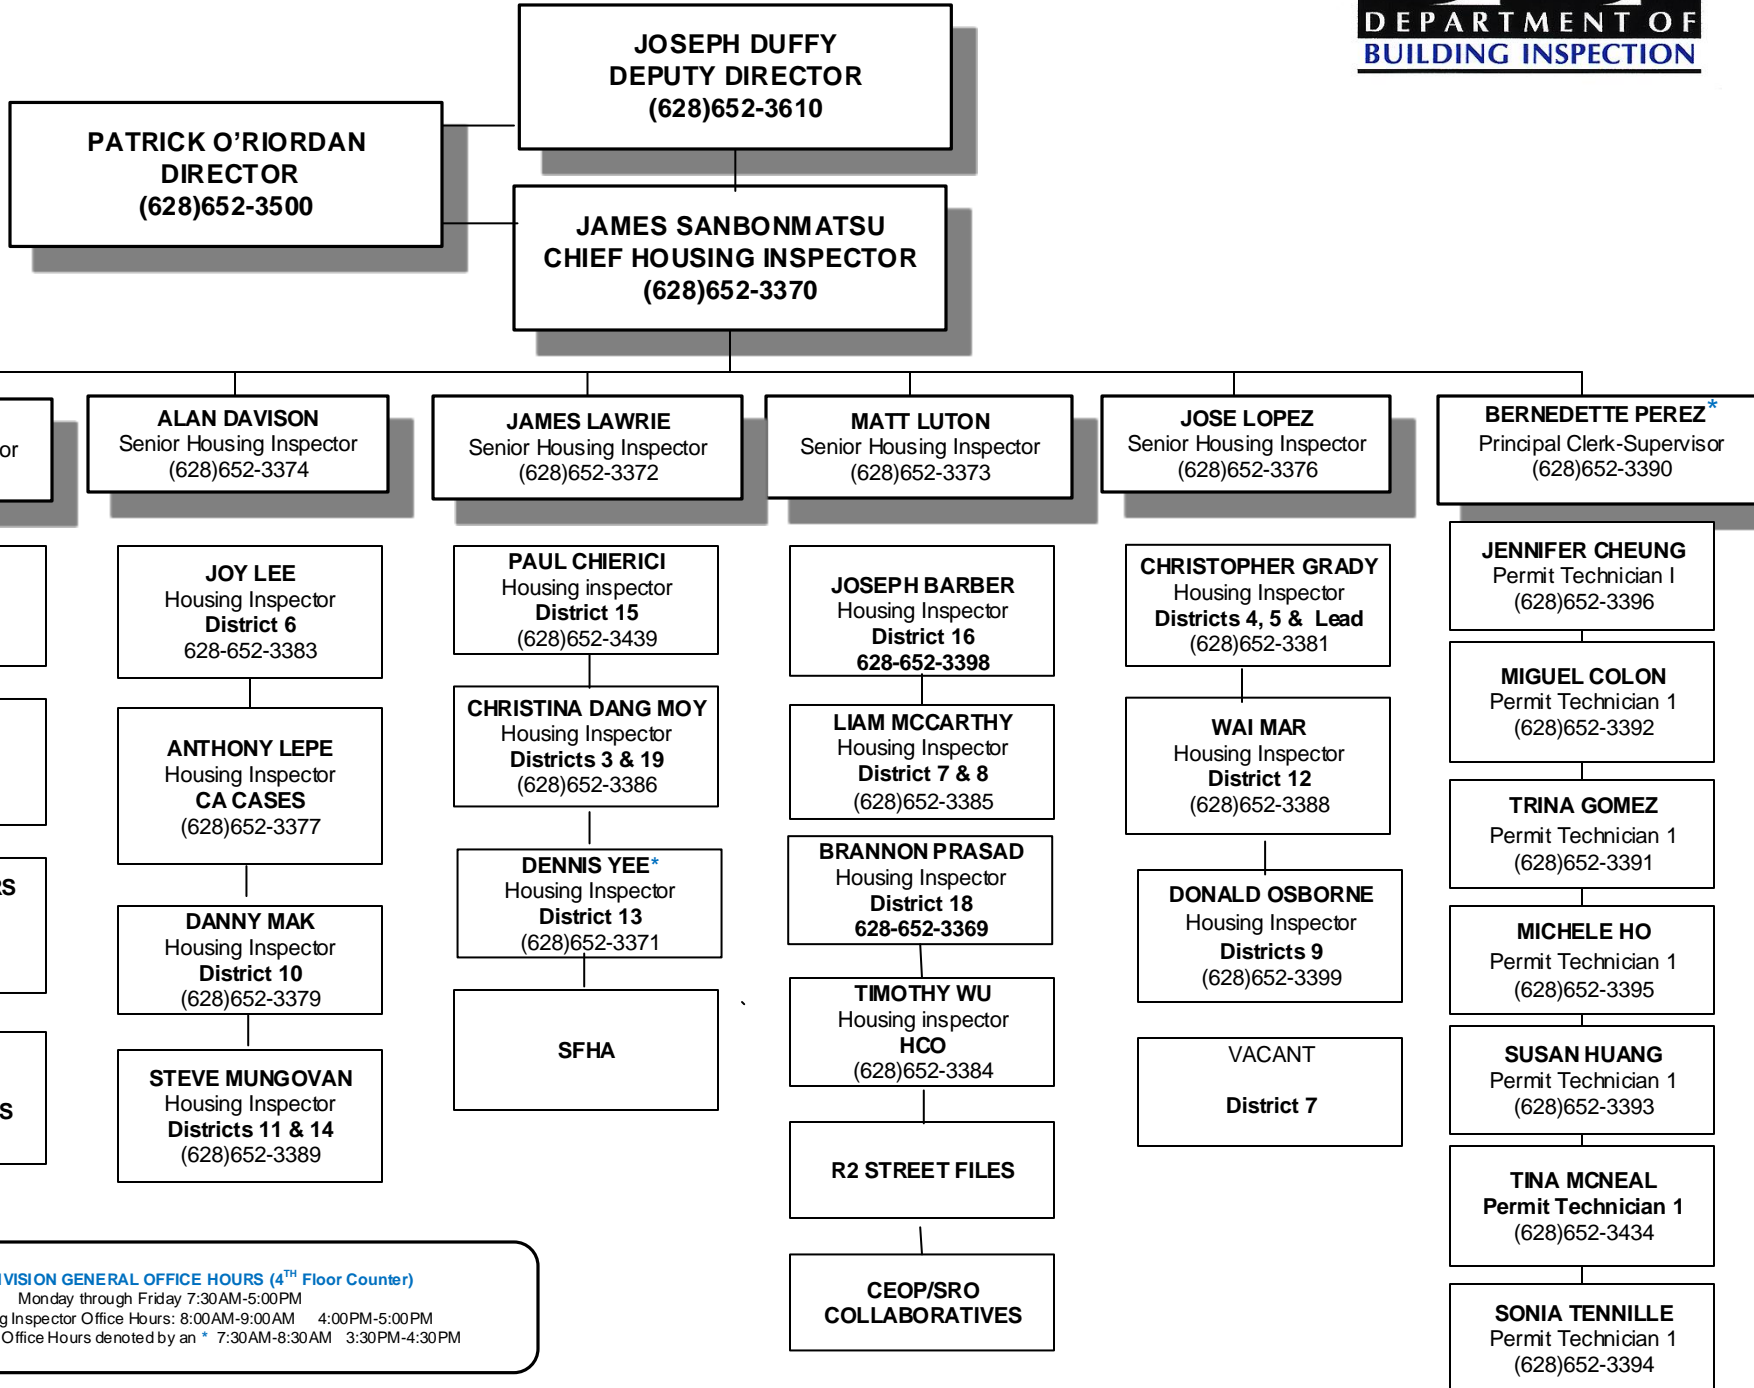 DEPARTMENT OF
BUILDING INSPECTION
JOSEPH DUFFY
DEPUTY DIRECTOR
(628)652-3610
PATRICK O'RIORDAN
DIRECTOR
(628)652-3500
JAMES SANBONMATSU
CHIEF HOUSING INSPECTOR
(628)652-3370
or
RS
S
ALAN DAVISON
Senior Housing Inspector
(628)652-3374
JOY LEE
Housing Inspector
District 6
628-652-3383
ANTHONY LEPE
Housing Inspector
CA CASES
(628)652-3377
DANNY MAK
Housing Inspector
District 10
(628)652-3379
STEVE MUNGOVAN
Housing Inspector
Districts 11 & 14
(628)652-3389
JAMES LAWRIE
Senior Housing Inspector
(628)652-3372
PAUL CHIERICI
Housing inspector
District 15
(628)652-3439
CHRISTINA DANG MOY
Housing Inspector
Districts 3 & 19
(628)652-3386
DENNIS YEE*
Housing Inspector
District 13
(628)652-3371
SFHA
MATT LUTON
Senior Housing Inspector
(628)652-3373
JOSEPH BARBER
Housing Inspector
District 16
628-652-3398
LIAM MCCARTHY
Housing Inspector
District 7 & 8
(628)652-3385
BRANNON PRASAD
Housing Inspector
District 18
628-652-3369
TIMOTHY WU
Housing inspector
HCO
(628)652-3384
R2 STREET FILES
CEOP/SRO
COLLABORATIVES
JOSE LOPEZ
Senior Housing Inspector
(628)652-3376
CHRISTOPHER GRADY
Housing Inspector
Districts 4, 5 & Lead
(628)652-3381
WAI MAR
Housing Inspector
District 12
(628)652-3388
DONALD OSBORNE
Housing Inspector
Districts 9
(628)652-3399
VACANT
District 7
BERNEDETTE PEREZ*
Principal Clerk-Supervisor
(628)652-3390
JENNIFER CHEUNG
Permit Technician I
(628)652-3396
MIGUEL COLON
Permit Technician 1
(628)652-3392
TRINA GOMEZ
Permit Technician 1
(628)652-3391
MICHELE HO
Permit Technician 1
(628)652-3395
SUSAN HUANG
Permit Technician 1
(628)652-3393
TINA MCNEAL
Permit Technician 1
(628)652-3434
SONIA TENNILLE
Permit Technician 1
(628)652-3394
VISION GENERAL OFFICE HOURS (4TH Floor Counter)
Monday through Friday 7:30AM-5:00PM
g Inspector Office Hours: 8:00AM-9:00AM 4:00PM-5:00PM
Office Hours denoted by an * 7:30AM-8:30AM 3:30PM-4:30PM